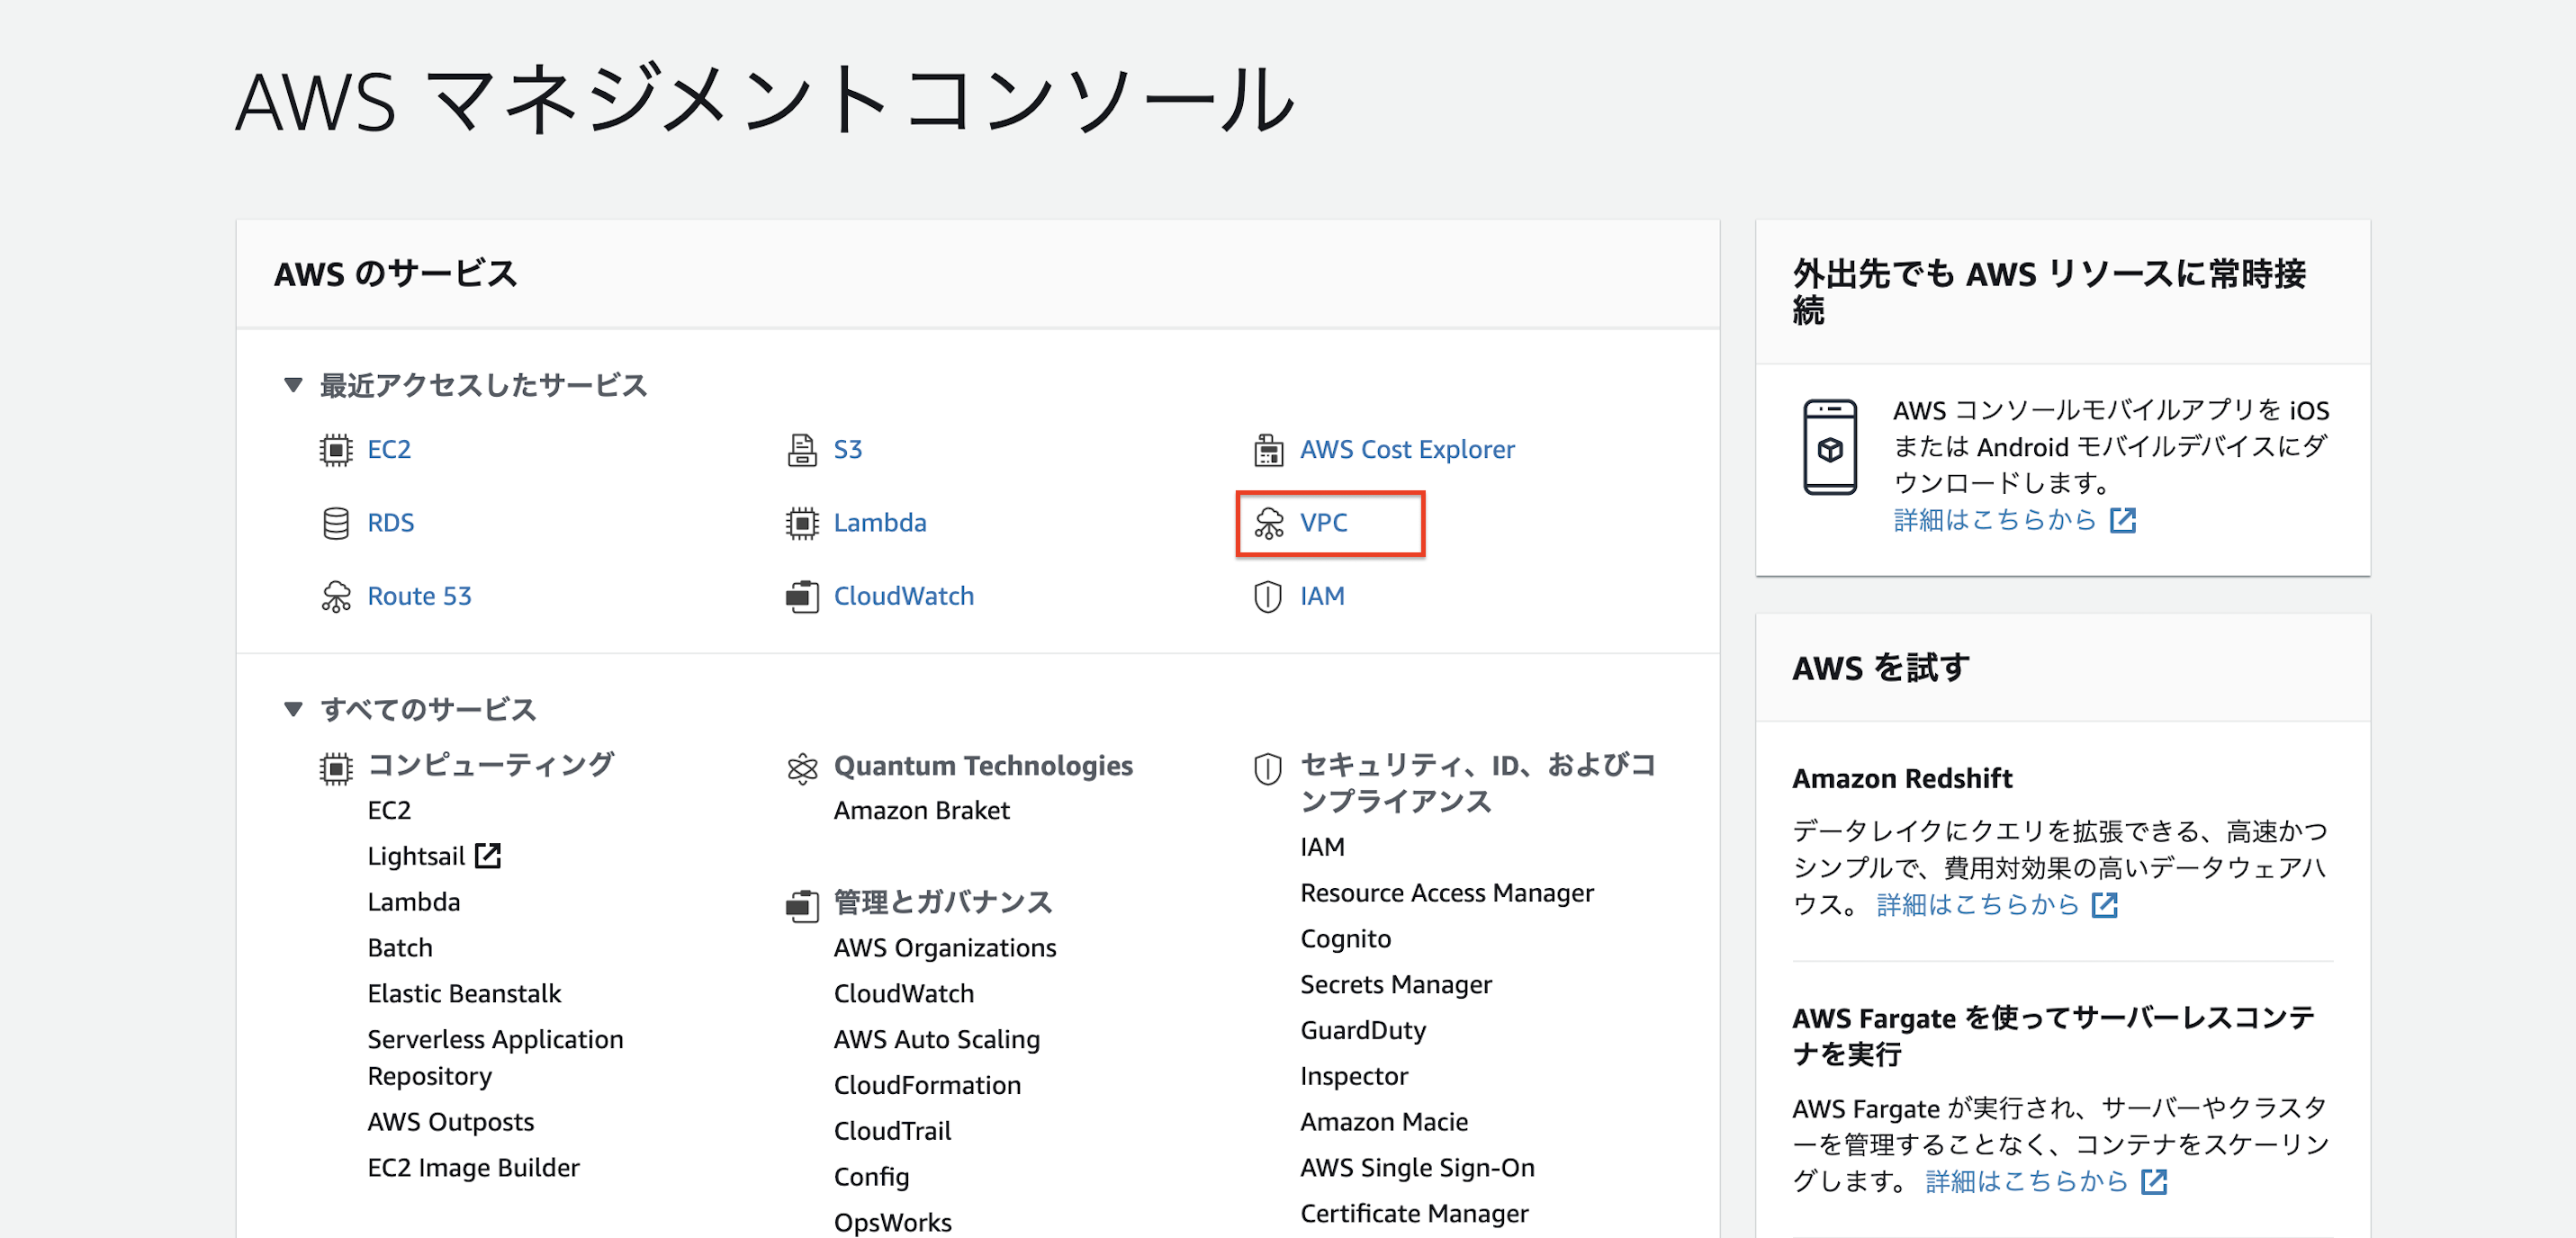 AWS マネジメントコンソール
AWS のサービス
▼ 最近アクセスしたサービス
EC2
S3
AWS Cost Explorer
RDS
Lambda
VPC
Route 53
CloudWatch
IAM
▼ すべてのサービス
コンピューティング
EC2
Lightsail
Lambda
Batch
Elastic Beanstalk
Serverless Application
Repository
AWS Outposts
EC2 Image Builder
Quantum Technologies
Amazon Braket
管理とガバナンス
AWS Organizations
CloudWatch
AWS Auto Scaling
CloudFormation
CloudTrail
Config
OpsWorks
セキュリティ、ID、およびコ
ンプライアンス
IAM
Resource Access Manager
Cognito
Secrets Manager
GuardDuty
Inspector
Amazon Macie
AWS Single Sign-On
Certificate Manager
外出先でも AWS リソースに常時接
続
AWS コンソールモバイルアプリを iOS
または Android モバイルデバイスにダ
ウンロードします。
詳細はこちらから
AWS を試す
Amazon Redshift
データレイクにクエリを拡張できる、高速かつ
シンプルで、費用対効果の高いデータウェアハ
ウス。 詳細はこちらから
AWS Fargate を使ってサーバーレスコンテ
ナを実行
AWS Fargate が実行され、サーバーやクラスタ
ーを管理することなく、コンテナをスケーリン
グします。 詳細はこちらから